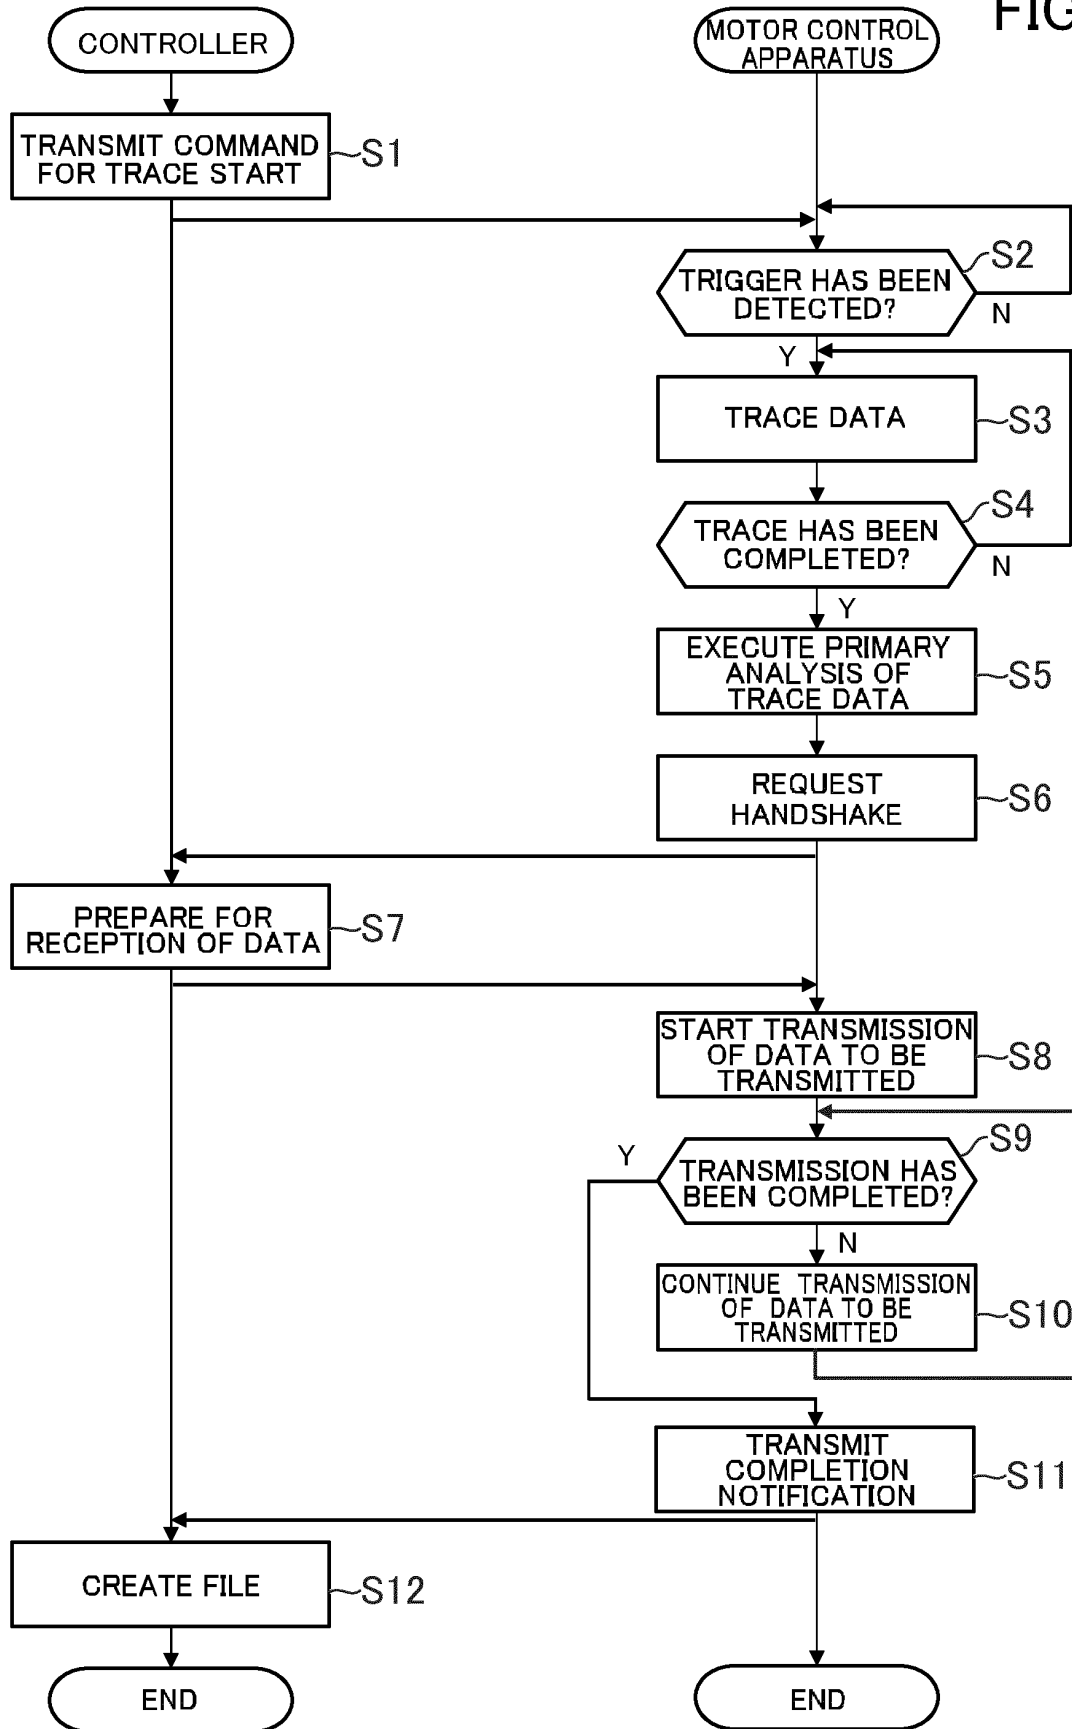 FIG
CONTROLLER
MOTOR CONTROL
APPARATUS
TRANSMIT COMMAND
FOR TRACE START
S1
TRIGGER HAS BEEN
DETECTED?
S2
N
Y
TRACE DATA
S3
TRACE HAS BEEN
COMPLETED?
S4
N
Y
EXECUTE PRIMARY
ANALYSIS OF
TRACE DATA
S5
REQUEST
HANDSHAKE
S6
PREPARE FOR
RECEPTION OF DATA
S7
START TRANSMISSION
OF DATA TO BE
TRANSMITTED
S8
TRANSMISSION HAS
BEEN COMPLETED?
S9
Y
N
CONTINUE TRANSMISSION
OF DATA TO BE
TRANSMITTED
S10
TRANSMIT
COMPLETION
NOTIFICATION
S11
CREATE FILE
S12
END
END